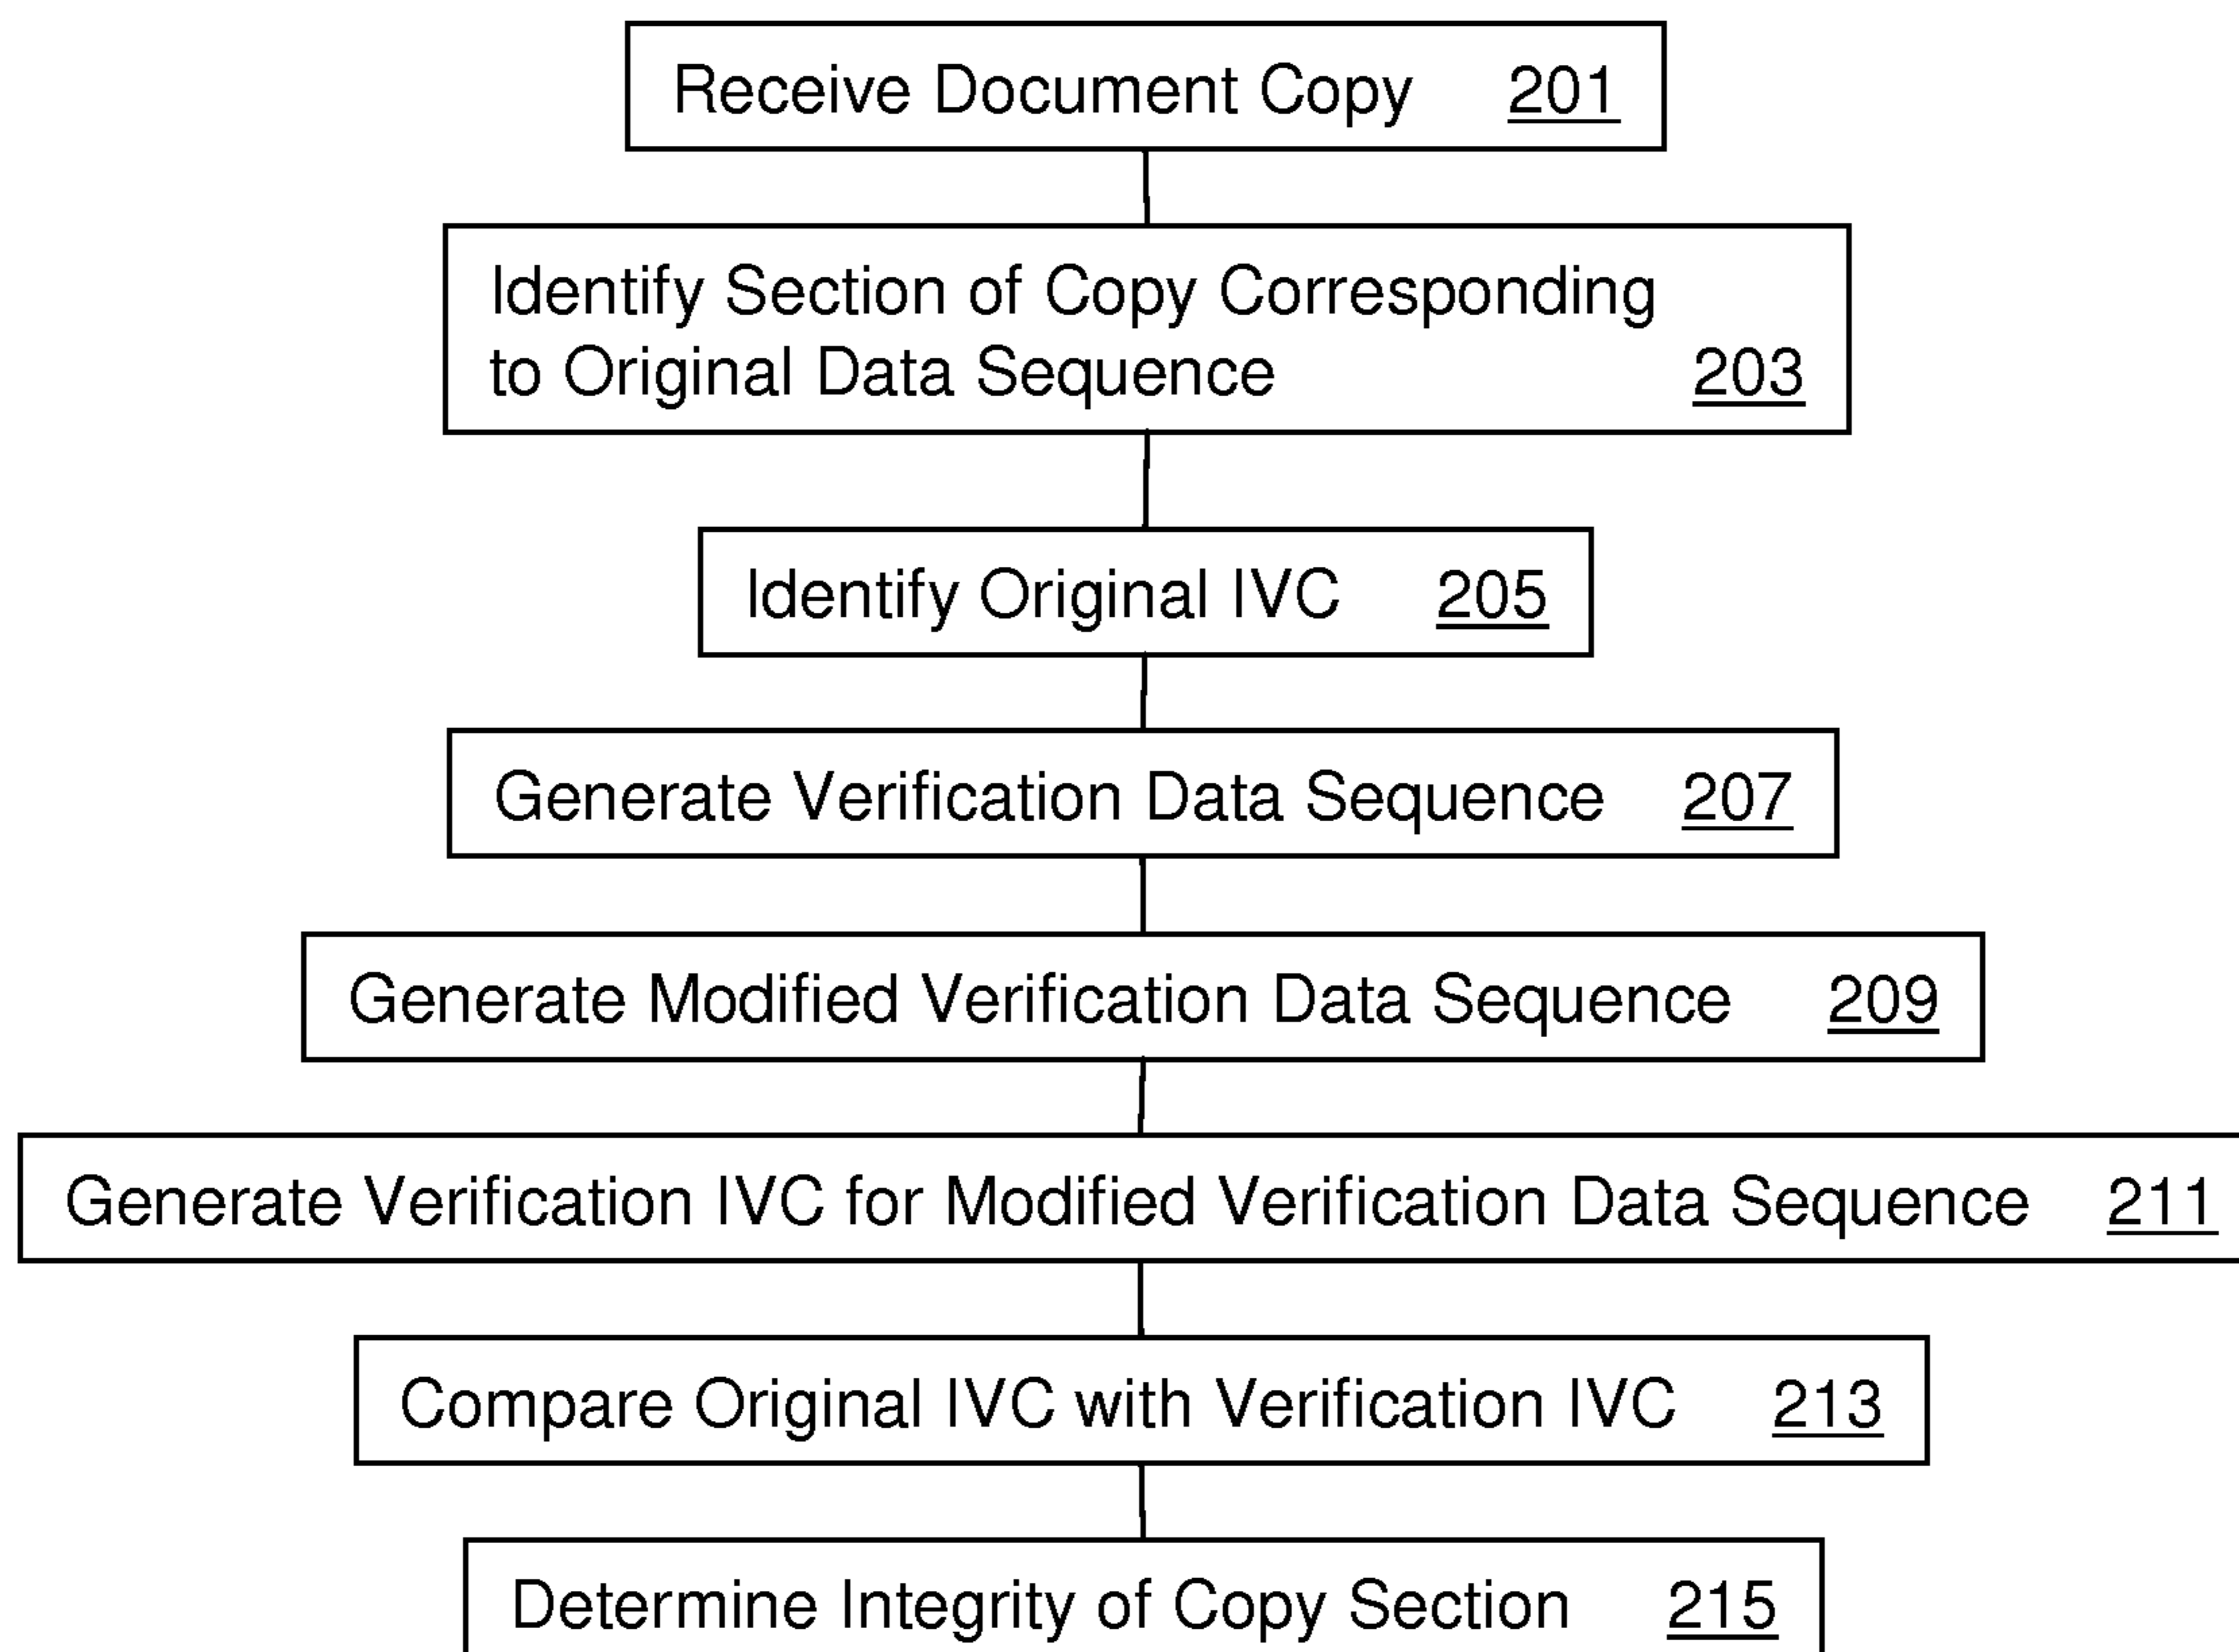 Receive Document Copy 201
Identify Section of Copy Corresponding
to Original Data Sequence 203
Identify Original IVC 205
Generate Verification Data Sequence 207
Generate Modified Verification Data Sequence 209
Generate Verification IVC for Modified Verification Data Sequence 211
Compare Original IVC with Verification IVC 213
Determine Integrity of Copy Section 215